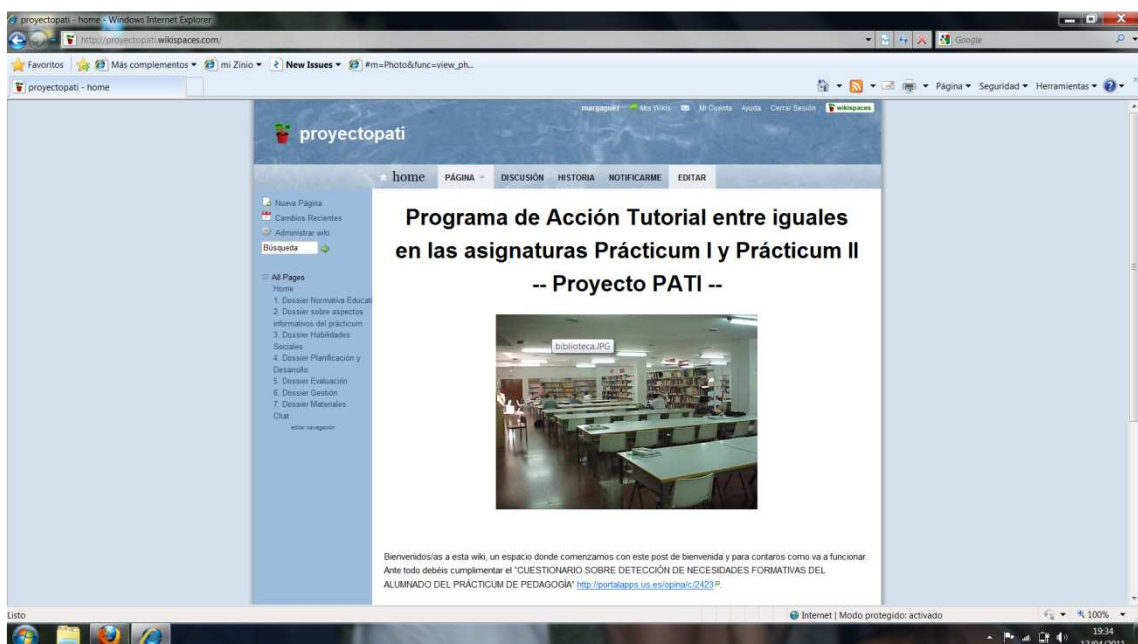 proyectopati - home - Windows Internet Explorer
http://proyectopati.wikispaces.com/
Google
Favoritos Más complementos mi Zinio New Issues #m=Photo&func=view_ph...
proyectopati - home
Página Seguridad Herramientas
Mis Wikis Mi Cuenta Ayuda Cerrar Sesión wikispaces
proyectopati
home PÁGINA DISCUSIÓN HISTORIA NOTIFICARME EDITAR
Nueva Página
Cambios Recientes
Administrar wiki
Búsqueda
All Pages
Home
1. Dossier Normativa Educati
2. Dossier sobre aspectos
informativos del prácticum
3. Dossier Habilidades
Sociales
4. Dossier Planificación y
Desarrollo.
5. Dossier Evaluación
6. Dossier Gestión
7. Dossier Materiales
Chat
editar navegación
Programa de Acción Tutorial entre iguales
en las asignaturas Prácticum I y Prácticum II
-- Proyecto PATI --
biblioteca.JPG
Bienvenidos/as a esta wiki, un espacio donde comenzamos con este post de bienvenida y para contaros como va a funcionar.
Ante todo debéis cumplimentar el "CUESTIONARIO SOBRE DETECCIÓN DE NECESIDADES FORMATIVAS DEL
ALUMNADO DEL PRÁCTICUM DE PEDAGOGÍA" http://portalapps.us.es/opina/c/2423.
Listo
Internet | Modo protegido: activado
100%
19:34
12/04/2011